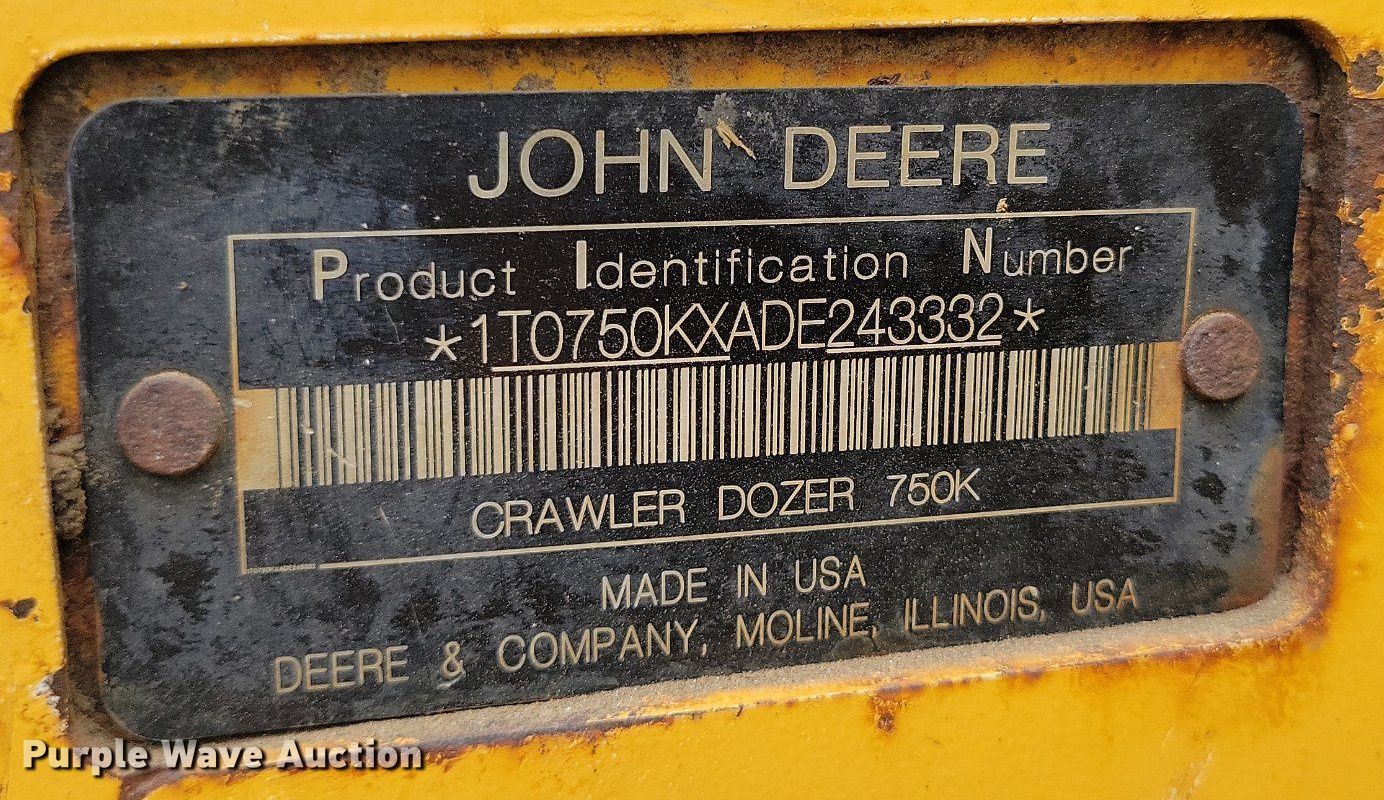 JOHN DEERE
Product Identification Number
*1T0750KXADE243332*
CRAWLER DOZER 750K
MADE IN USA
DEERE & COMPANY, MOLINE, ILLINOIS, USA
Purple Wave Auction